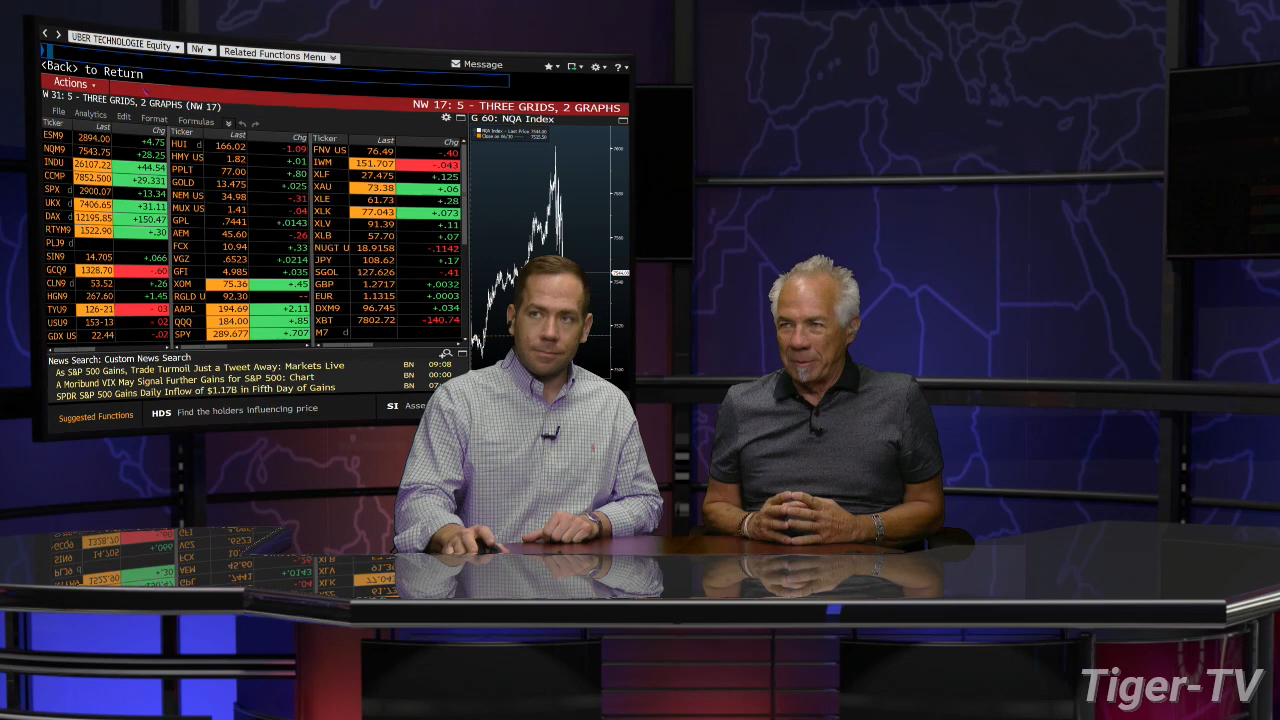 UBER TECHNOLOGIE Equity NW Related Functions Menu
Message
<Back> to Return
Actions
W 31: 5 - THREE GRIDS, 2 GRAPHS (NW 17) NW 17: 5 - THREE GRIDS, 2 GRAPHS
File Analytics Edit Format Formulas
G 60: NQA Index
Ticker Last Chg Ticker Last Chg Ticker Last Chg
ESM9 2894.00 +4.75 HUI d 166.02 -1.09 FNV US 76.49 -.40
NQM9 7543.75 +28.25 HMY US 1.82 +.01 IWM 151.707 -.043
INDU 26107.22 +44.54 PPLT 77.00 +.80 XLF 27.475 +.125
CCMP 7852.500 +29.331 GOLD 13.475 +.025 XAU 73.38 +.06
SPX d 2900.07 +13.34 NEM US 34.98 -.31 XLE 61.73 +.28
UKX d 7406.65 +31.11 MUX US 1.41 -.04 XLK 77.043 +.073
DAX d 12195.85 +150.47 GPL .7441 +.0143 XLV 91.39 +.11
RTYM9 1522.90 +.30 AEM 45.60 -.26 XLB 57.70 +.07
PLJ9 d FCX 10.94 +.33 NUGT U 18.9158 -.1142
SIN9 14.705 +.066 VGZ .6523 +.0214 JPY 108.62 +.17
GCQ9 1328.70 -.60 GFI 4.985 +.035 SGOL 127.626 -.41
CLN9 d 53.52 +.26 XOM 75.36 +.45 GBP 1.2717 +.0032
HGN9 267.60 +1.45 RGLD U 92.30 -- EUR 1.1315 +.0003
TYU9 126-21 -03 AAPL 194.69 +2.11 DXM9 96.745 +.034
USU9 153-13 -02 QQQ 184.00 +.85 XBT 7802.72 -140.74
GDX US 22.44 -.02 SPY 289.677 +.707 M7 d
7600
7580
7560
7544.00
7520
7500
News Search: Custom News Search
As S&P 500 Gains, Trade Turmoil Just a Tweet Away: Markets Live BN 09:08
A Moribund VIX May Signal Further Gains for S&P 500: Chart BN 00:00
SPDR S&P 500 Gains Daily Inflow of $1.17B in Fifth Day of Gains BN
Suggested Functions HDS Find the holders influencing price SI
Tiger-TV